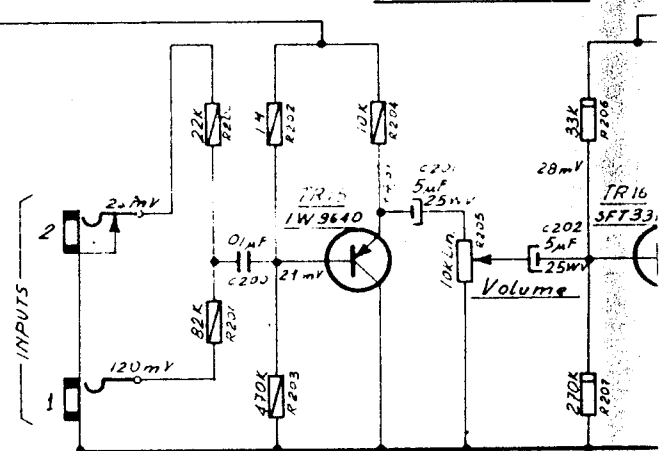 22K
R202
1M
10K
R204
33K
R206
28mV
TR15
1W9640
C201
5µF
25WV
TR16
SFT33
2
R205
10K Lin.
C202
5µF
25WV
Volume
.01µF
C200
21mV
INPUTS
82K
R201
120mV
1
470K
R203
270K
R207